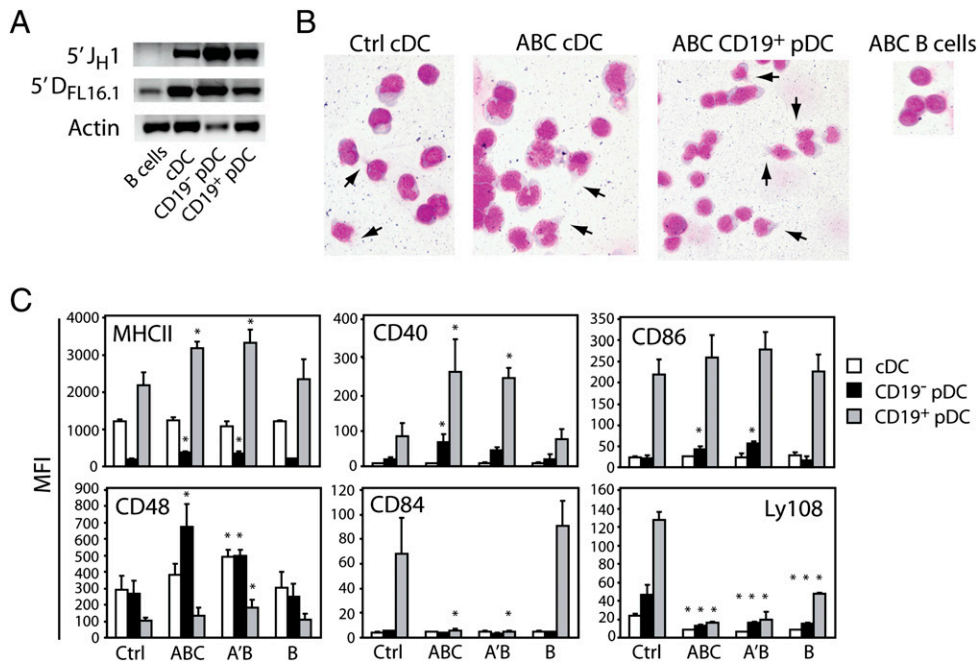 A
5' JH1
5' DFL16.1
Actin
B cells
cDC
CD19- pDC
CD19+ pDC
B
Ctrl cDC
ABC cDC
ABC CD19+ pDC
ABC B cells
C
MFI
MHCII
4000
3000
2000
1000
0
* * * *
CD40
400
300
200
100
0
* * *
CD86
350
300
250
200
150
100
50
0
* *
cDC
CD19- pDC
CD19+ pDC
CD48
900
800
700
600
500
400
300
200
100
0
* * * *
Ctrl ABC A'B B
CD84
120
100
80
60
40
20
0
* *
Ctrl ABC A'B B
Ly108
160
140
120
100
80
60
40
20
0
* * * * * * * * *
Ctrl ABC A'B B